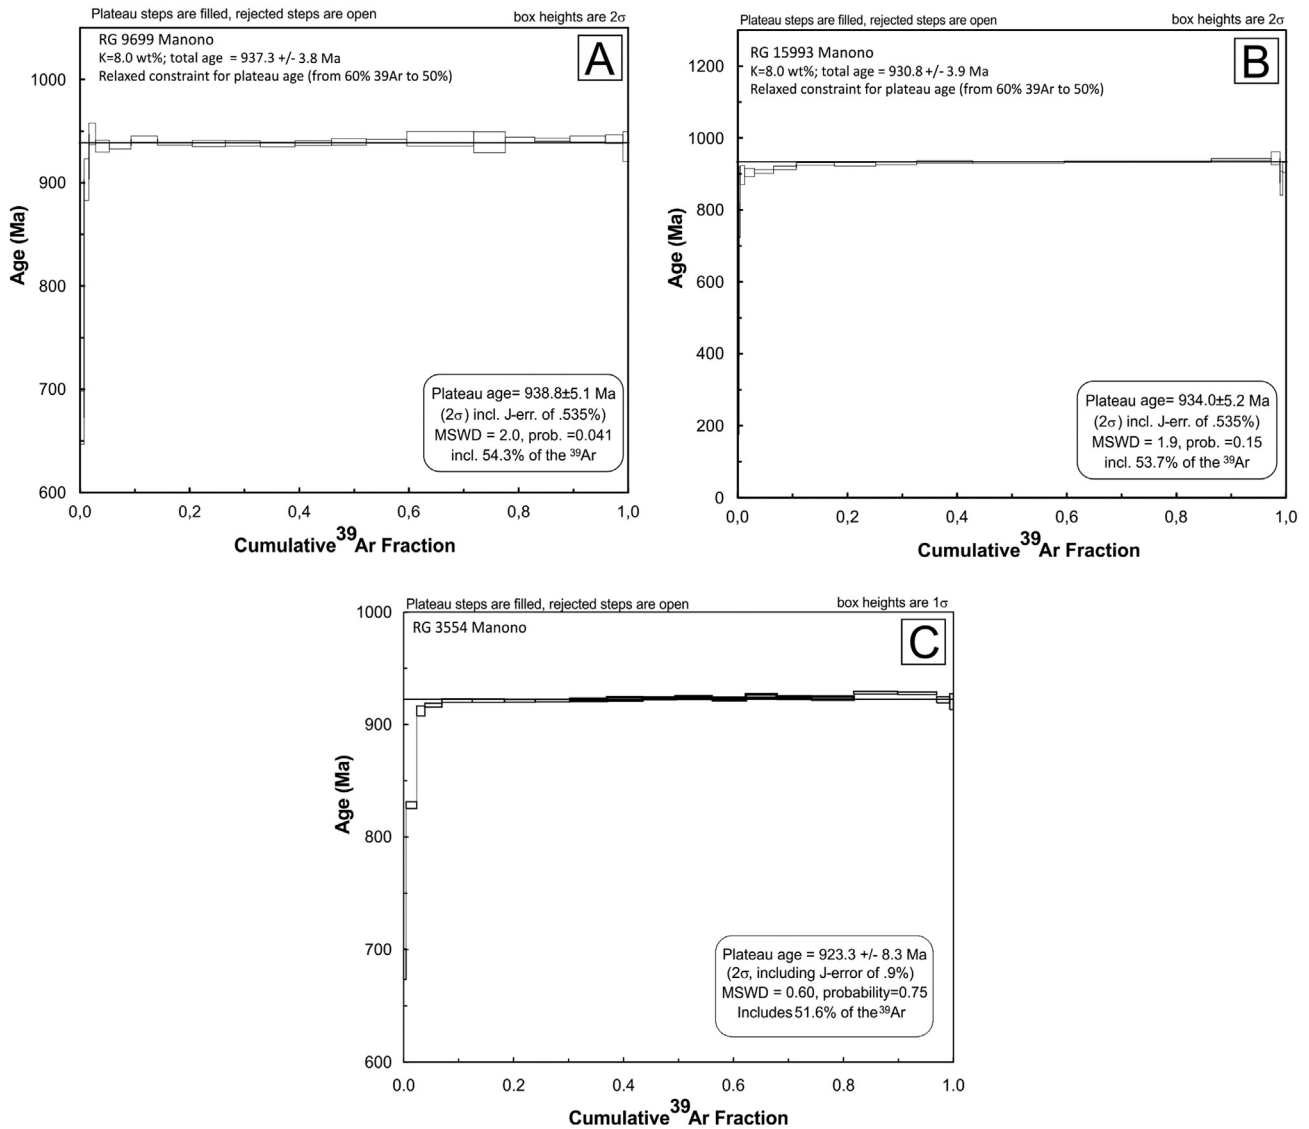 Plateau steps are filled, rejected steps are open
box heights are 2σ
RG 9699 Manono
K=8.0 wt%; total age = 937.3 +/- 3.8 Ma
Relaxed constraint for plateau age (from 60% 39Ar to 50%)
A
1000
900
800
700
600
Age (Ma)
Plateau age= 938.8±5.1 Ma
(2σ) incl. J-err. of .535%)
MSWD = 2.0, prob. =0.041
incl. 54.3% of the ³⁹Ar
0,0
0,2
0,4
0,6
0,8
1,0
Cumulative ³⁹Ar Fraction
Plateau steps are filled, rejected steps are open
box heights are 2σ
RG 15993 Manono
K=8.0 wt%; total age = 930.8 +/- 3.9 Ma
Relaxed constraint for plateau age (from 60% 39Ar to 50%)
B
1200
1000
800
600
400
200
0
Age (Ma)
Plateau age= 934.0±5.2 Ma
(2σ) incl. J-err. of .535%)
MSWD = 1.9, prob. =0.15
incl. 53.7% of the ³⁹Ar
0,0
0,2
0,4
0,6
0,8
1,0
Cumulative ³⁹Ar Fraction
Plateau steps are filled, rejected steps are open
box heights are 1σ
RG 3554 Manono
C
1000
900
800
700
600
Age (Ma)
Plateau age = 923.3 +/- 8.3 Ma
(2σ, including J-error of .9%)
MSWD = 0.60, probability=0.75
Includes 51.6% of the ³⁹Ar
0.0
0.2
0.4
0.6
0.8
1.0
Cumulative ³⁹Ar Fraction